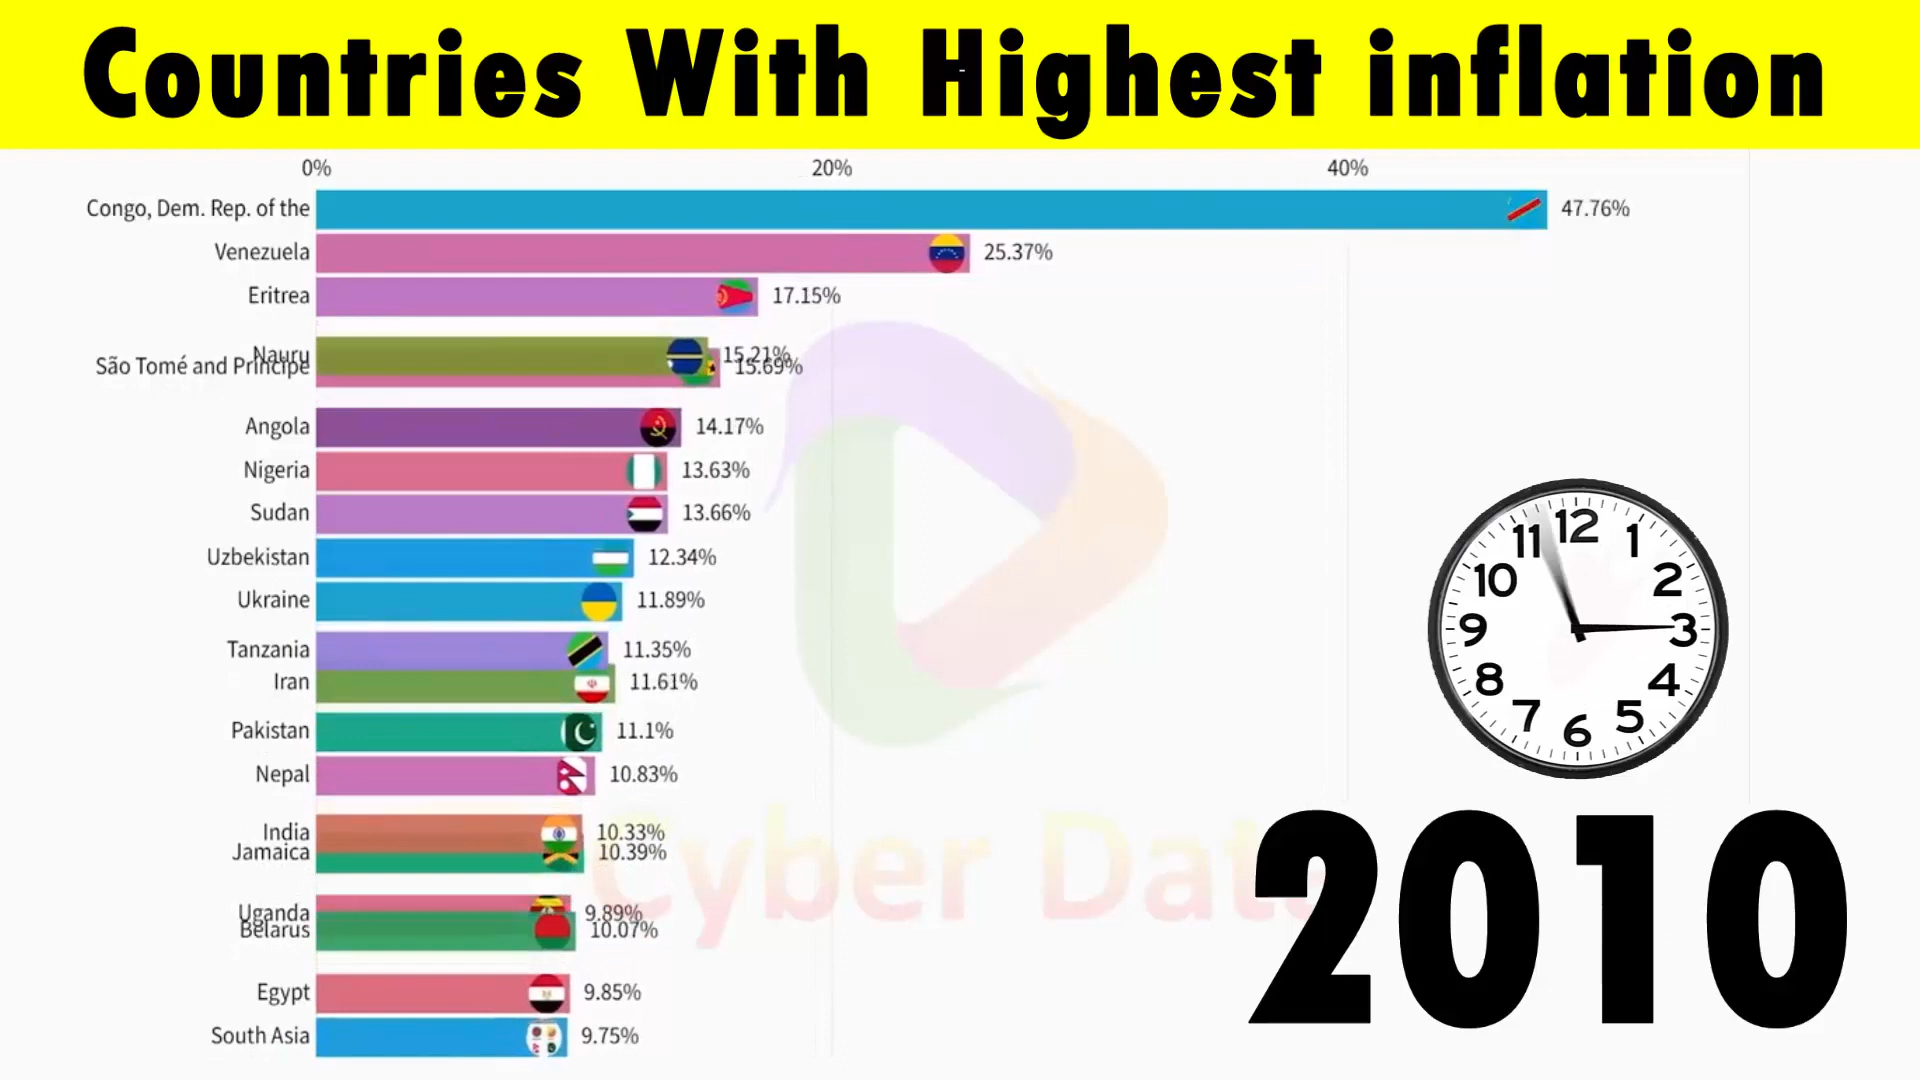 Countries With Highest inflation
0% 20% 40%
Congo, Dem. Rep. of the 47.76%
Venezuela 25.37%
Eritrea 17.15%
Nauru 15.21%
São Tomé and Príncipe 15.69%
Angola 14.17%
Nigeria 13.63%
Sudan 13.66%
Uzbekistan 12.34%
Ukraine 11.89%
Tanzania 11.35%
Iran 11.61%
Pakistan 11.1%
Nepal 10.83%
India 10.33%
Jamaica 10.39%
Uganda 9.89%
Belarus 10.07%
Egypt 9.85%
South Asia 9.75%
12
1
2
3
4
5
6
7
8
9
10
11
Cyber Data
2010